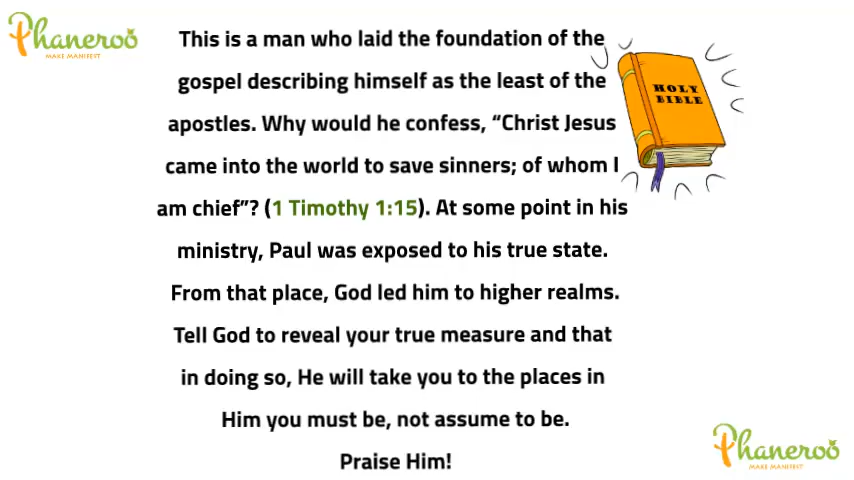 Phaneroo
MAKE MANIFEST
This is a man who laid the foundation of the
gospel describing himself as the least of the
apostles. Why would he confess, “Christ Jesus
came into the world to save sinners; of whom I
am chief”? (1 Timothy 1:15). At some point in his
ministry, Paul was exposed to his true state.
From that place, God led him to higher realms.
Tell God to reveal your true measure and that
in doing so, He will take you to the places in
Him you must be, not assume to be.
Praise Him!
HOLY
BIBLE
Phaneroo
MAKE MANIFEST